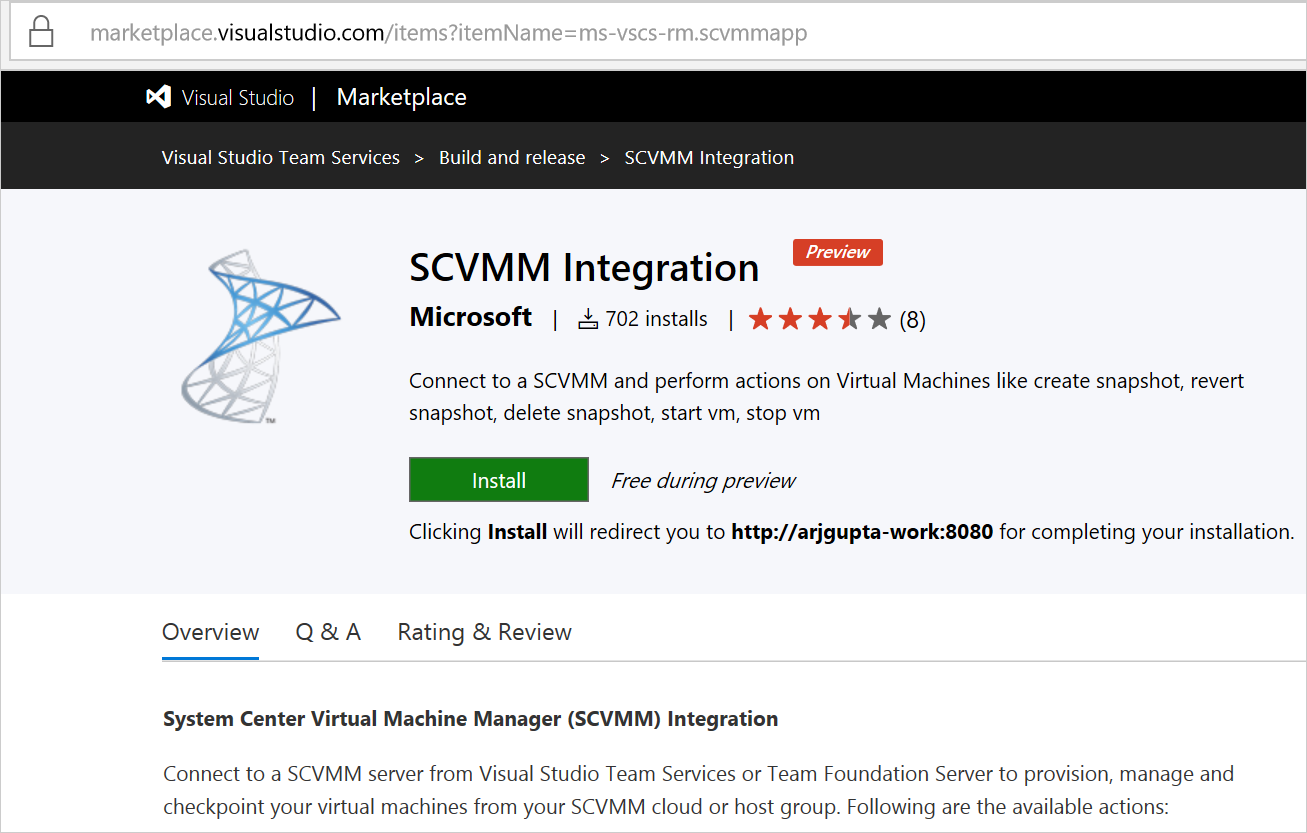 marketplace.visualstudio.com/items?itemName=ms-vscs-rm.scvmmapp
Visual Studio | Marketplace
Visual Studio Team Services > Build and release > SCVMM Integration
SCVMM Integration Preview
Microsoft | 702 installs | (8)
Connect to a SCVMM and perform actions on Virtual Machines like create snapshot, revert
snapshot, delete snapshot, start vm, stop vm
Install Free during preview
Clicking Install will redirect you to http://arjgupta-work:8080 for completing your installation.
Overview Q & A Rating & Review
System Center Virtual Machine Manager (SCVMM) Integration
Connect to a SCVMM server from Visual Studio Team Services or Team Foundation Server to provision, manage and
checkpoint your virtual machines from your SCVMM cloud or host group. Following are the available actions: